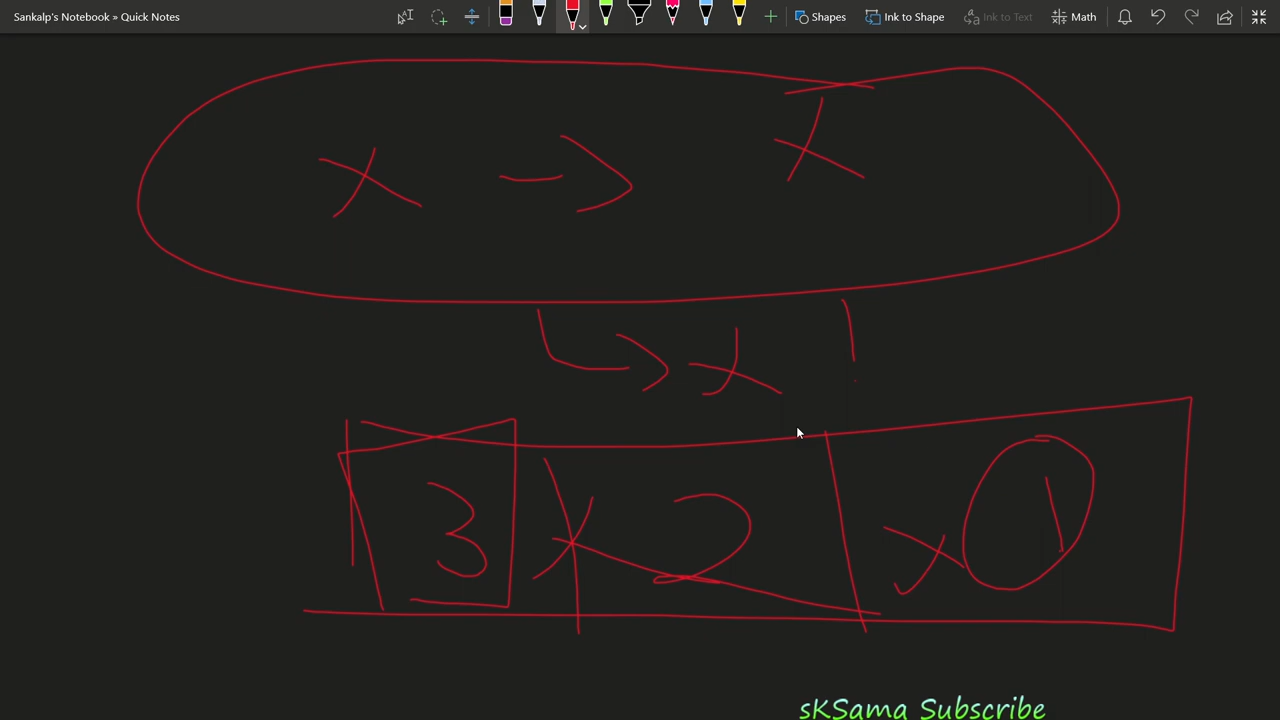 Sankalp's Notebook » Quick Notes
Shapes
Ink to Shape
Ink to Text
Math
x -> x
-> x !
3 x 2 x 1
sKSama Subscribe